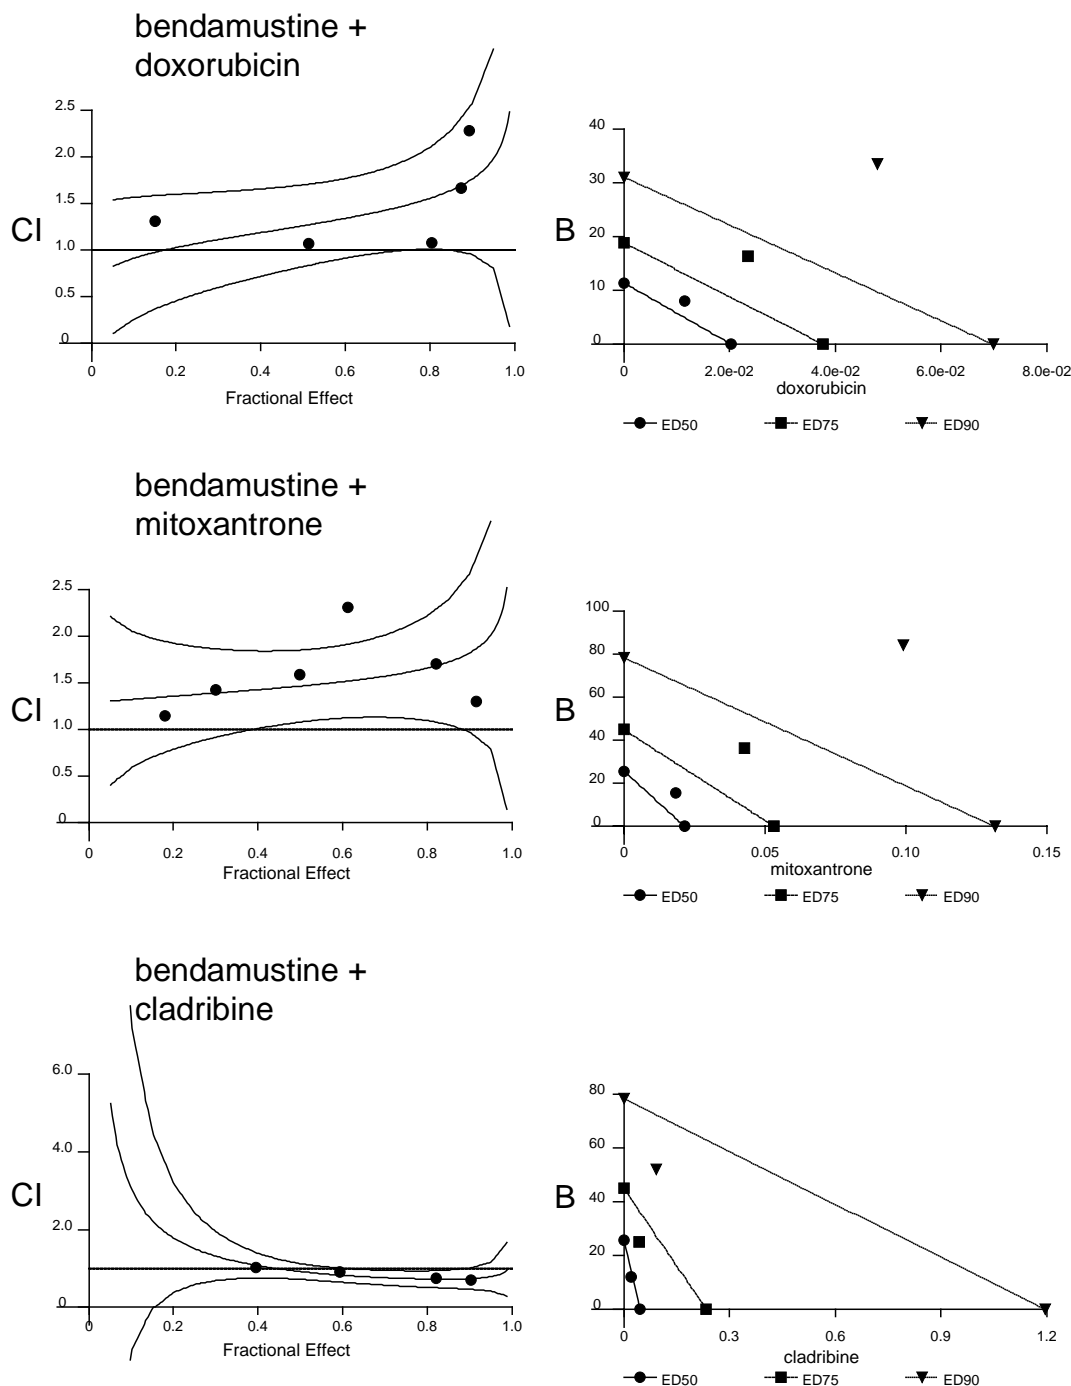 bendamustine +
doxorubicin
2.5
2.0
1.5
CI
1.0
0.5
0
0 0.2 0.4 0.6 0.8 1.0
Fractional Effect
40
30
20
B
10
0
0 2.0e-02 4.0e-02 6.0e-02 8.0e-02
doxorubicin
ED50 ED75 ED90
bendamustine +
mitoxantrone
2.5
2.0
1.5
CI
1.0
0.5
0
0 0.2 0.4 0.6 0.8 1.0
Fractional Effect
100
80
60
B
40
20
0
0 0.05 0.10 0.15
mitoxantrone
ED50 ED75 ED90
bendamustine +
cladribine
6.0
4.0
CI
2.0
0
0 0.2 0.4 0.6 0.8 1.0
Fractional Effect
80
60
B
40
20
0
0 0.3 0.6 0.9 1.2
cladribine
ED50 ED75 ED90